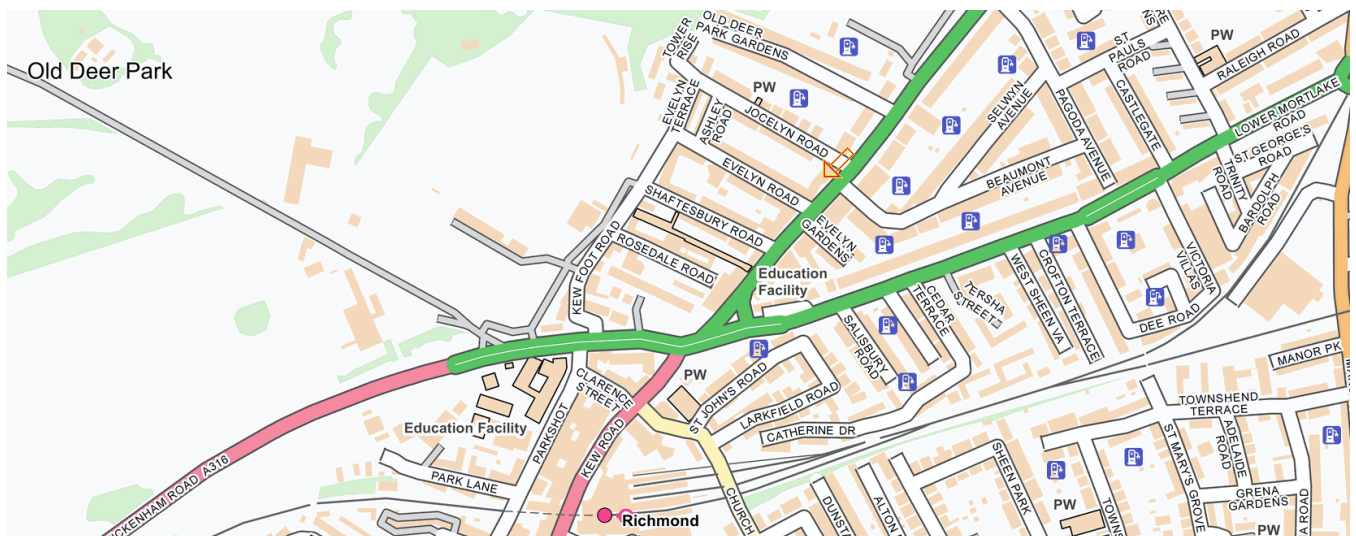 OLD DEER
PARK GARDENS
TOWER
RISE
PW
ST
PAULS
ROAD
RALEIGH ROAD
Old Deer Park
EVELYN
TERRACE
ASHLEY
ROAD
PW
JOCELYN ROAD
SELWYN
AVENUE
PAGODA AVENUE
CASTLEGATE
LOWER MORTLAKE
ROAD
ST GEORGE'S
ROAD
TRINITY
ROAD
BARDOLPH
ROAD
EVELYN ROAD
BEAUMONT
AVENUE
SHAFTESBURY ROAD
EVELYN
GARDENS
ROSEDALE ROAD
KEW FOOT ROAD
Education
Facility
VICTORIA
VILLAS
WEST SHEEN VA
CROFTON TERRACE
CEDAR
TERRACE
STREET
SALISBURY
ROAD
DEE ROAD
MANOR PK
CLARENCE
STREET
PW
ST JOHN'S ROAD
LARKFIELD ROAD
CATHERINE DR
TOWNSHEND
TERRACE
Education Facility
PARKSHOT
KEW ROAD
ST MARY'S GROVE
ADELAIDE
ROAD
A316
PARK LANE
SHEEN PARK
GRENA
GARDENS
PW
PW
Richmond
CHURCH
DUNSTA
ALTON
TOWNS
A ROAD